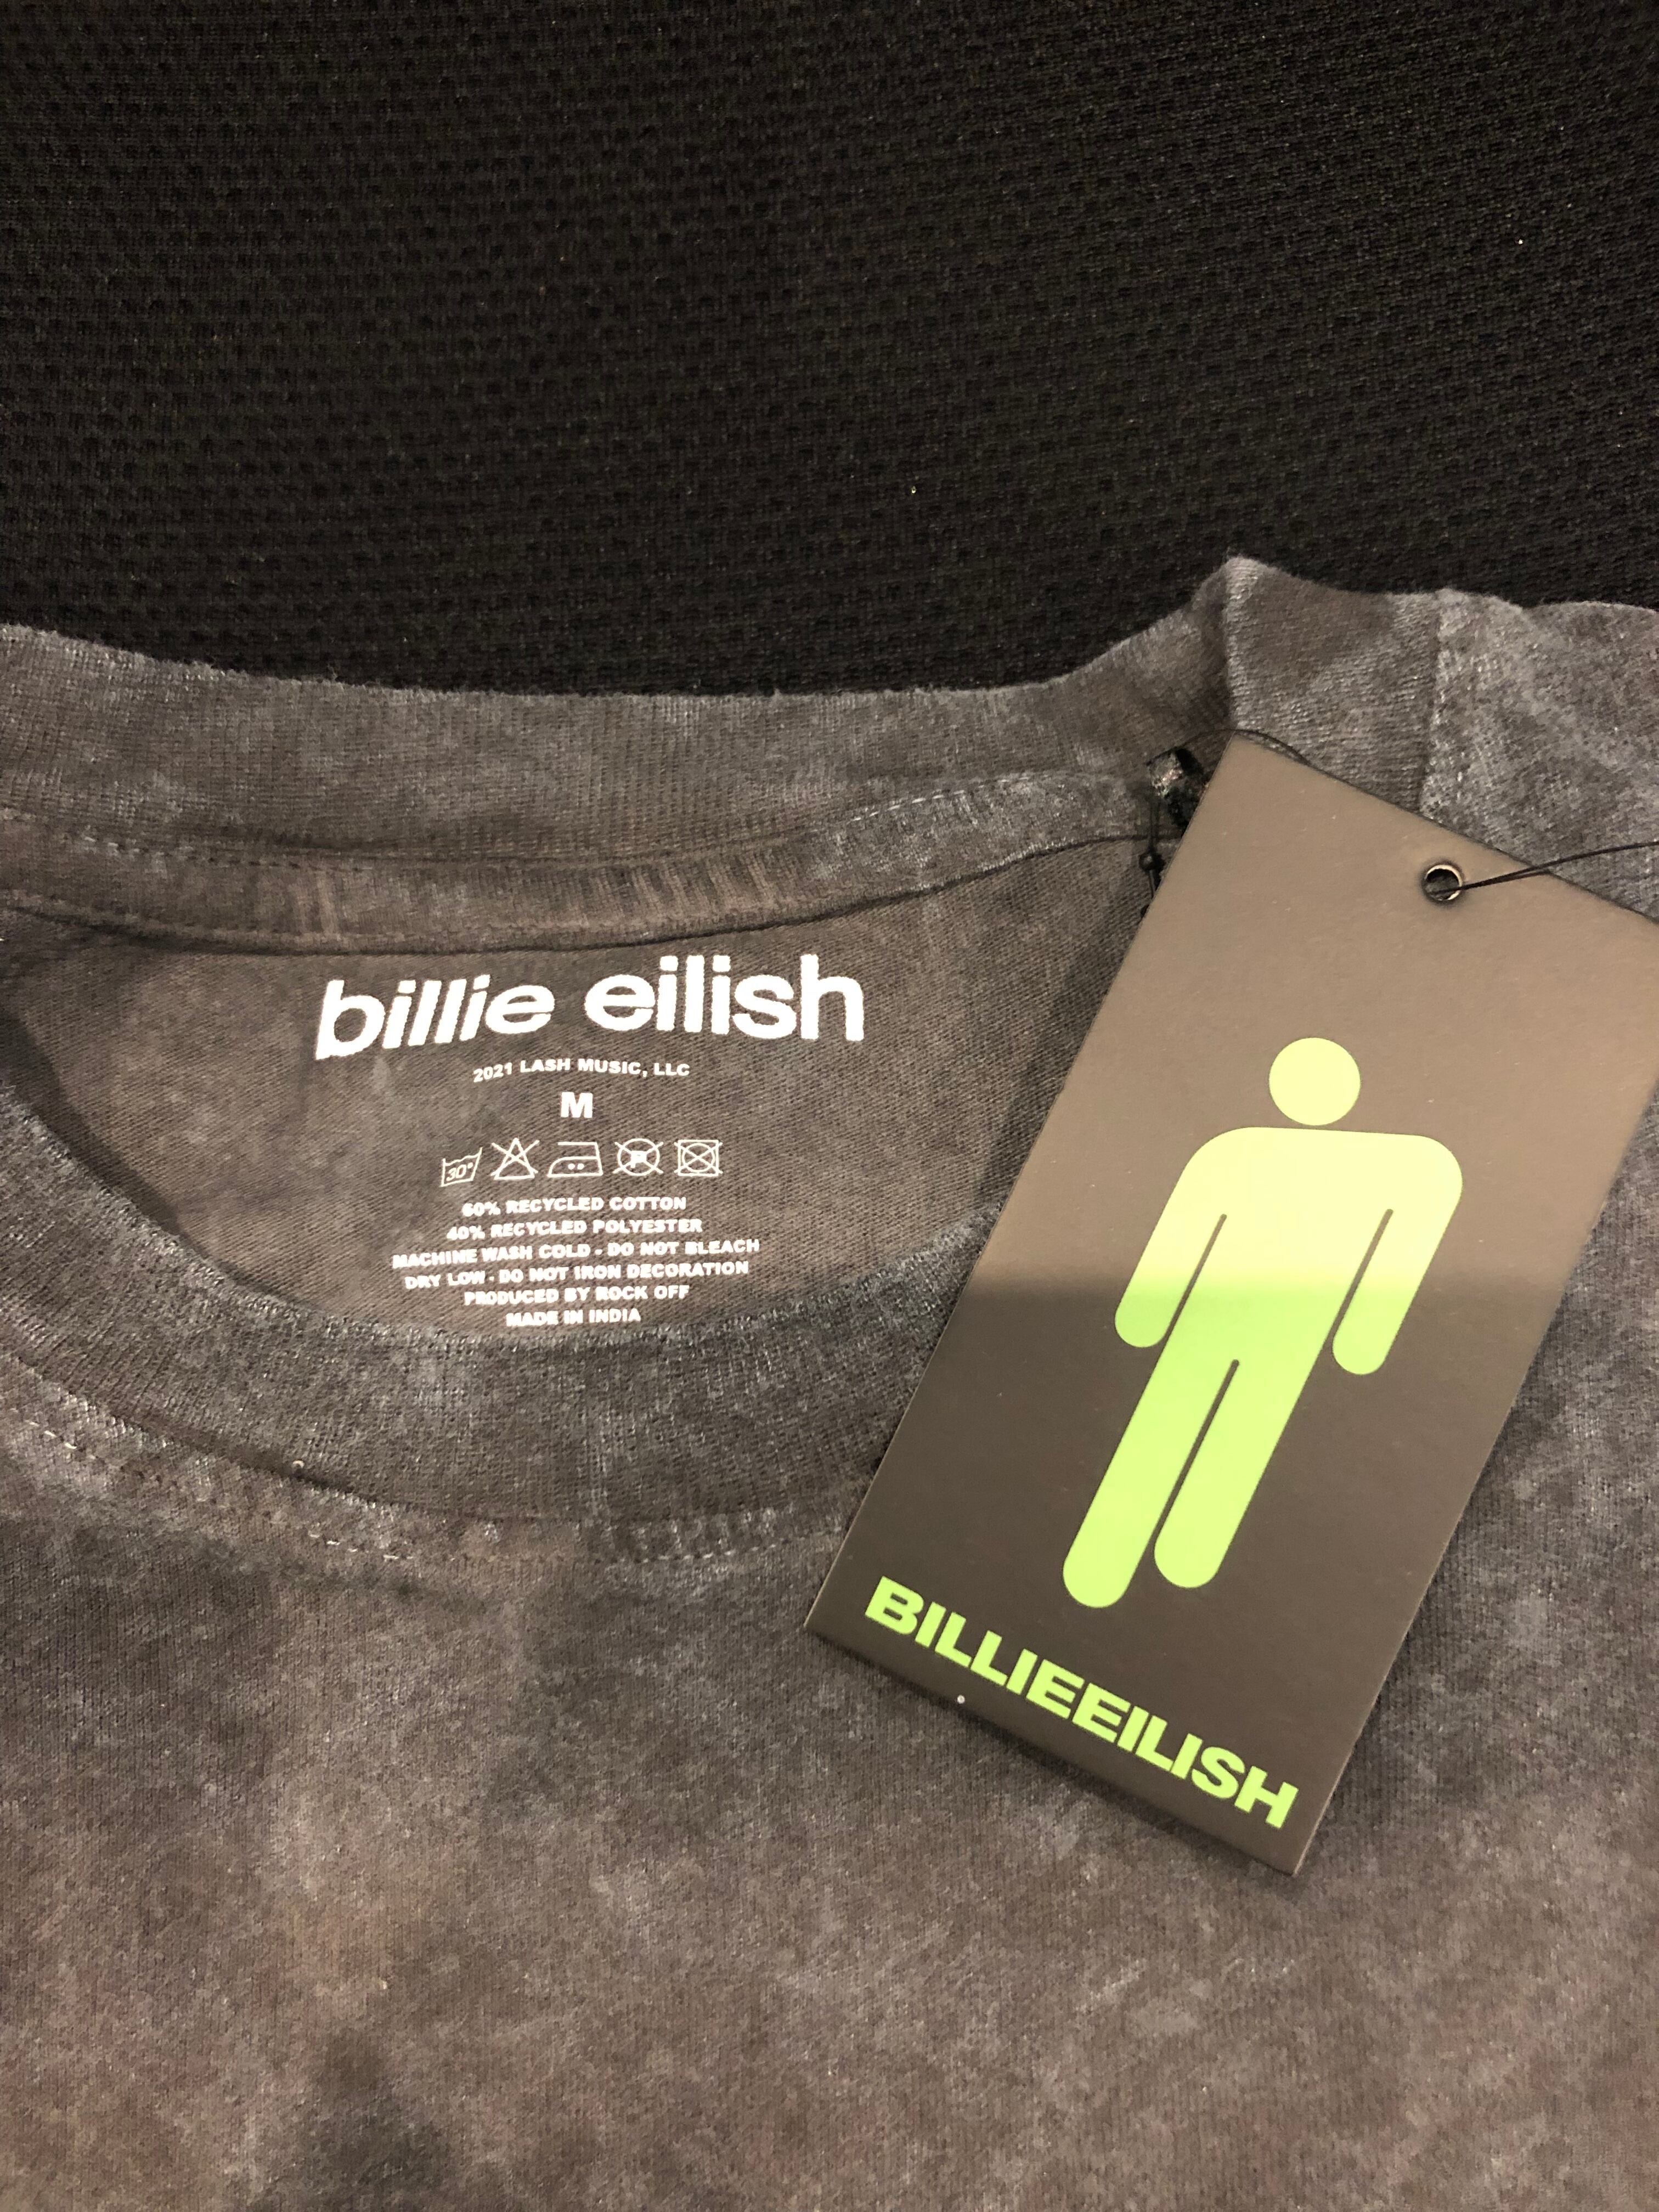 billie eilish
2021 LASH MUSIC, LLC
M
30°
P
60% RECYCLED COTTON
40% RECYCLED POLYESTER
MACHINE WASH COLD - DO NOT BLEACH
DRY LOW - DO NOT IRON DECORATION
PRODUCED BY ROCK OFF
MADE IN INDIA
BILLIEEILISH